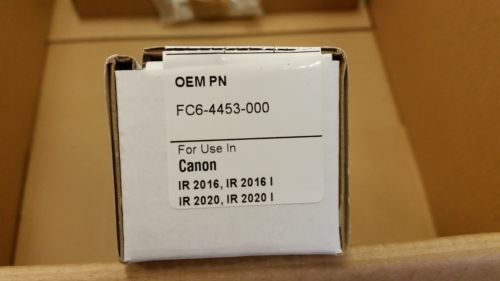 OEM PN
FC6-4453-000
For Use In
Canon
IR 2016, IR 2016 I
IR 2020, IR 2020 I